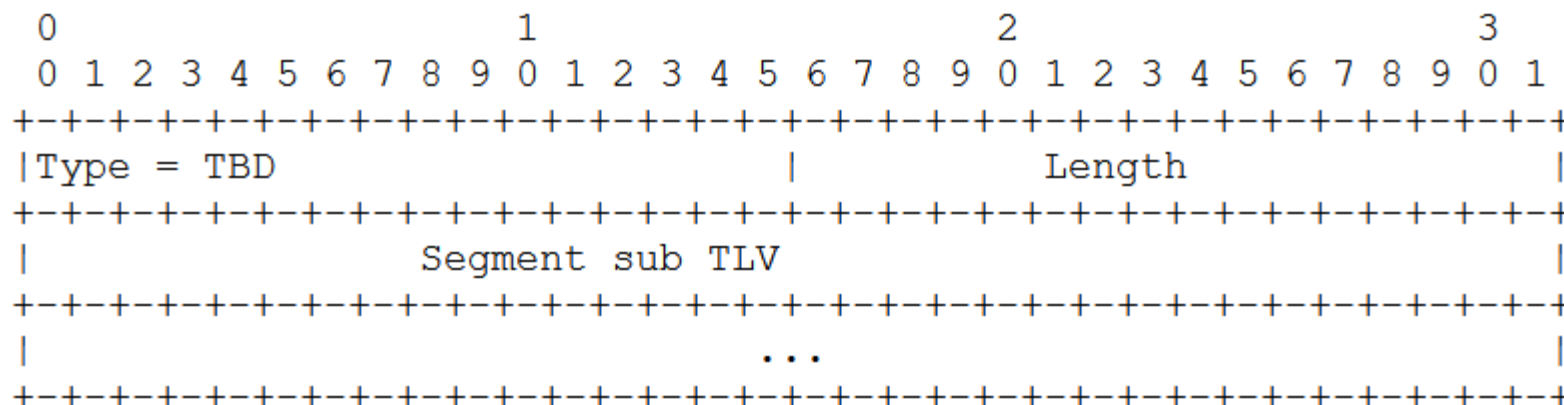 0                   1                   2                   3
 0 1 2 3 4 5 6 7 8 9 0 1 2 3 4 5 6 7 8 9 0 1 2 3 4 5 6 7 8 9 0 1
+-+-+-+-+-+-+-+-+-+-+-+-+-+-+-+-+-+-+-+-+-+-+-+-+-+-+-+-+-+-+-+-+
|Type = TBD                     |          Length               |
+-+-+-+-+-+-+-+-+-+-+-+-+-+-+-+-+-+-+-+-+-+-+-+-+-+-+-+-+-+-+-+-+
|                Segment sub TLV                                |
+-+-+-+-+-+-+-+-+-+-+-+-+-+-+-+-+-+-+-+-+-+-+-+-+-+-+-+-+-+-+-+-+
|                              ...                              |
+-+-+-+-+-+-+-+-+-+-+-+-+-+-+-+-+-+-+-+-+-+-+-+-+-+-+-+-+-+-+-+-+